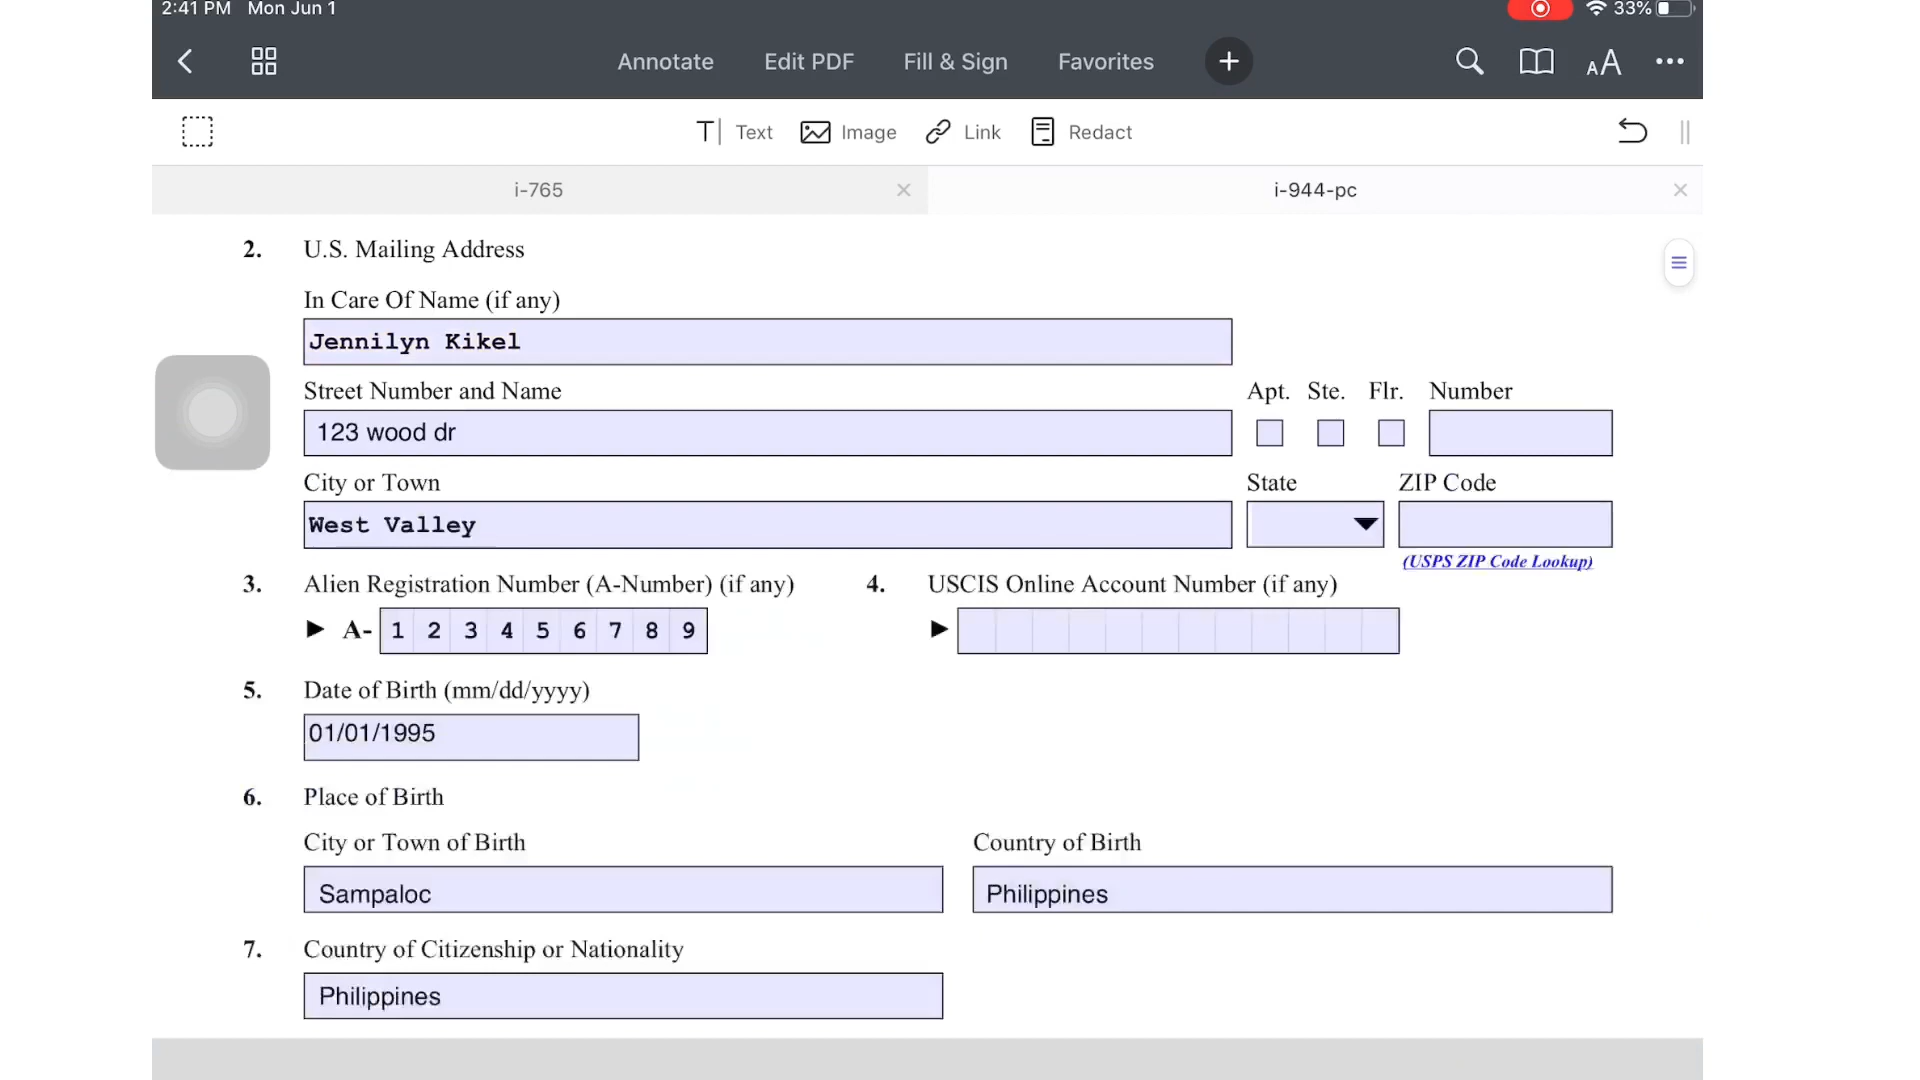 2:41 PM Mon Jun 1 33%
Annotate Edit PDF Fill & Sign Favorites AA
T Text Image Link Redact
i-765 i-944-pc
2. U.S. Mailing Address
In Care Of Name (if any)
Jennilyn Kikel
Street Number and Name Apt. Ste. Flr. Number
123 wood dr
City or Town State ZIP Code
West Valley
(USPS ZIP Code Lookup)
3. Alien Registration Number (A-Number) (if any) 4. USCIS Online Account Number (if any)
► A- 1 2 3 4 5 6 7 8 9 ►
5. Date of Birth (mm/dd/yyyy)
01/01/1995
6. Place of Birth
City or Town of Birth Country of Birth
Sampaloc Philippines
7. Country of Citizenship or Nationality
Philippines